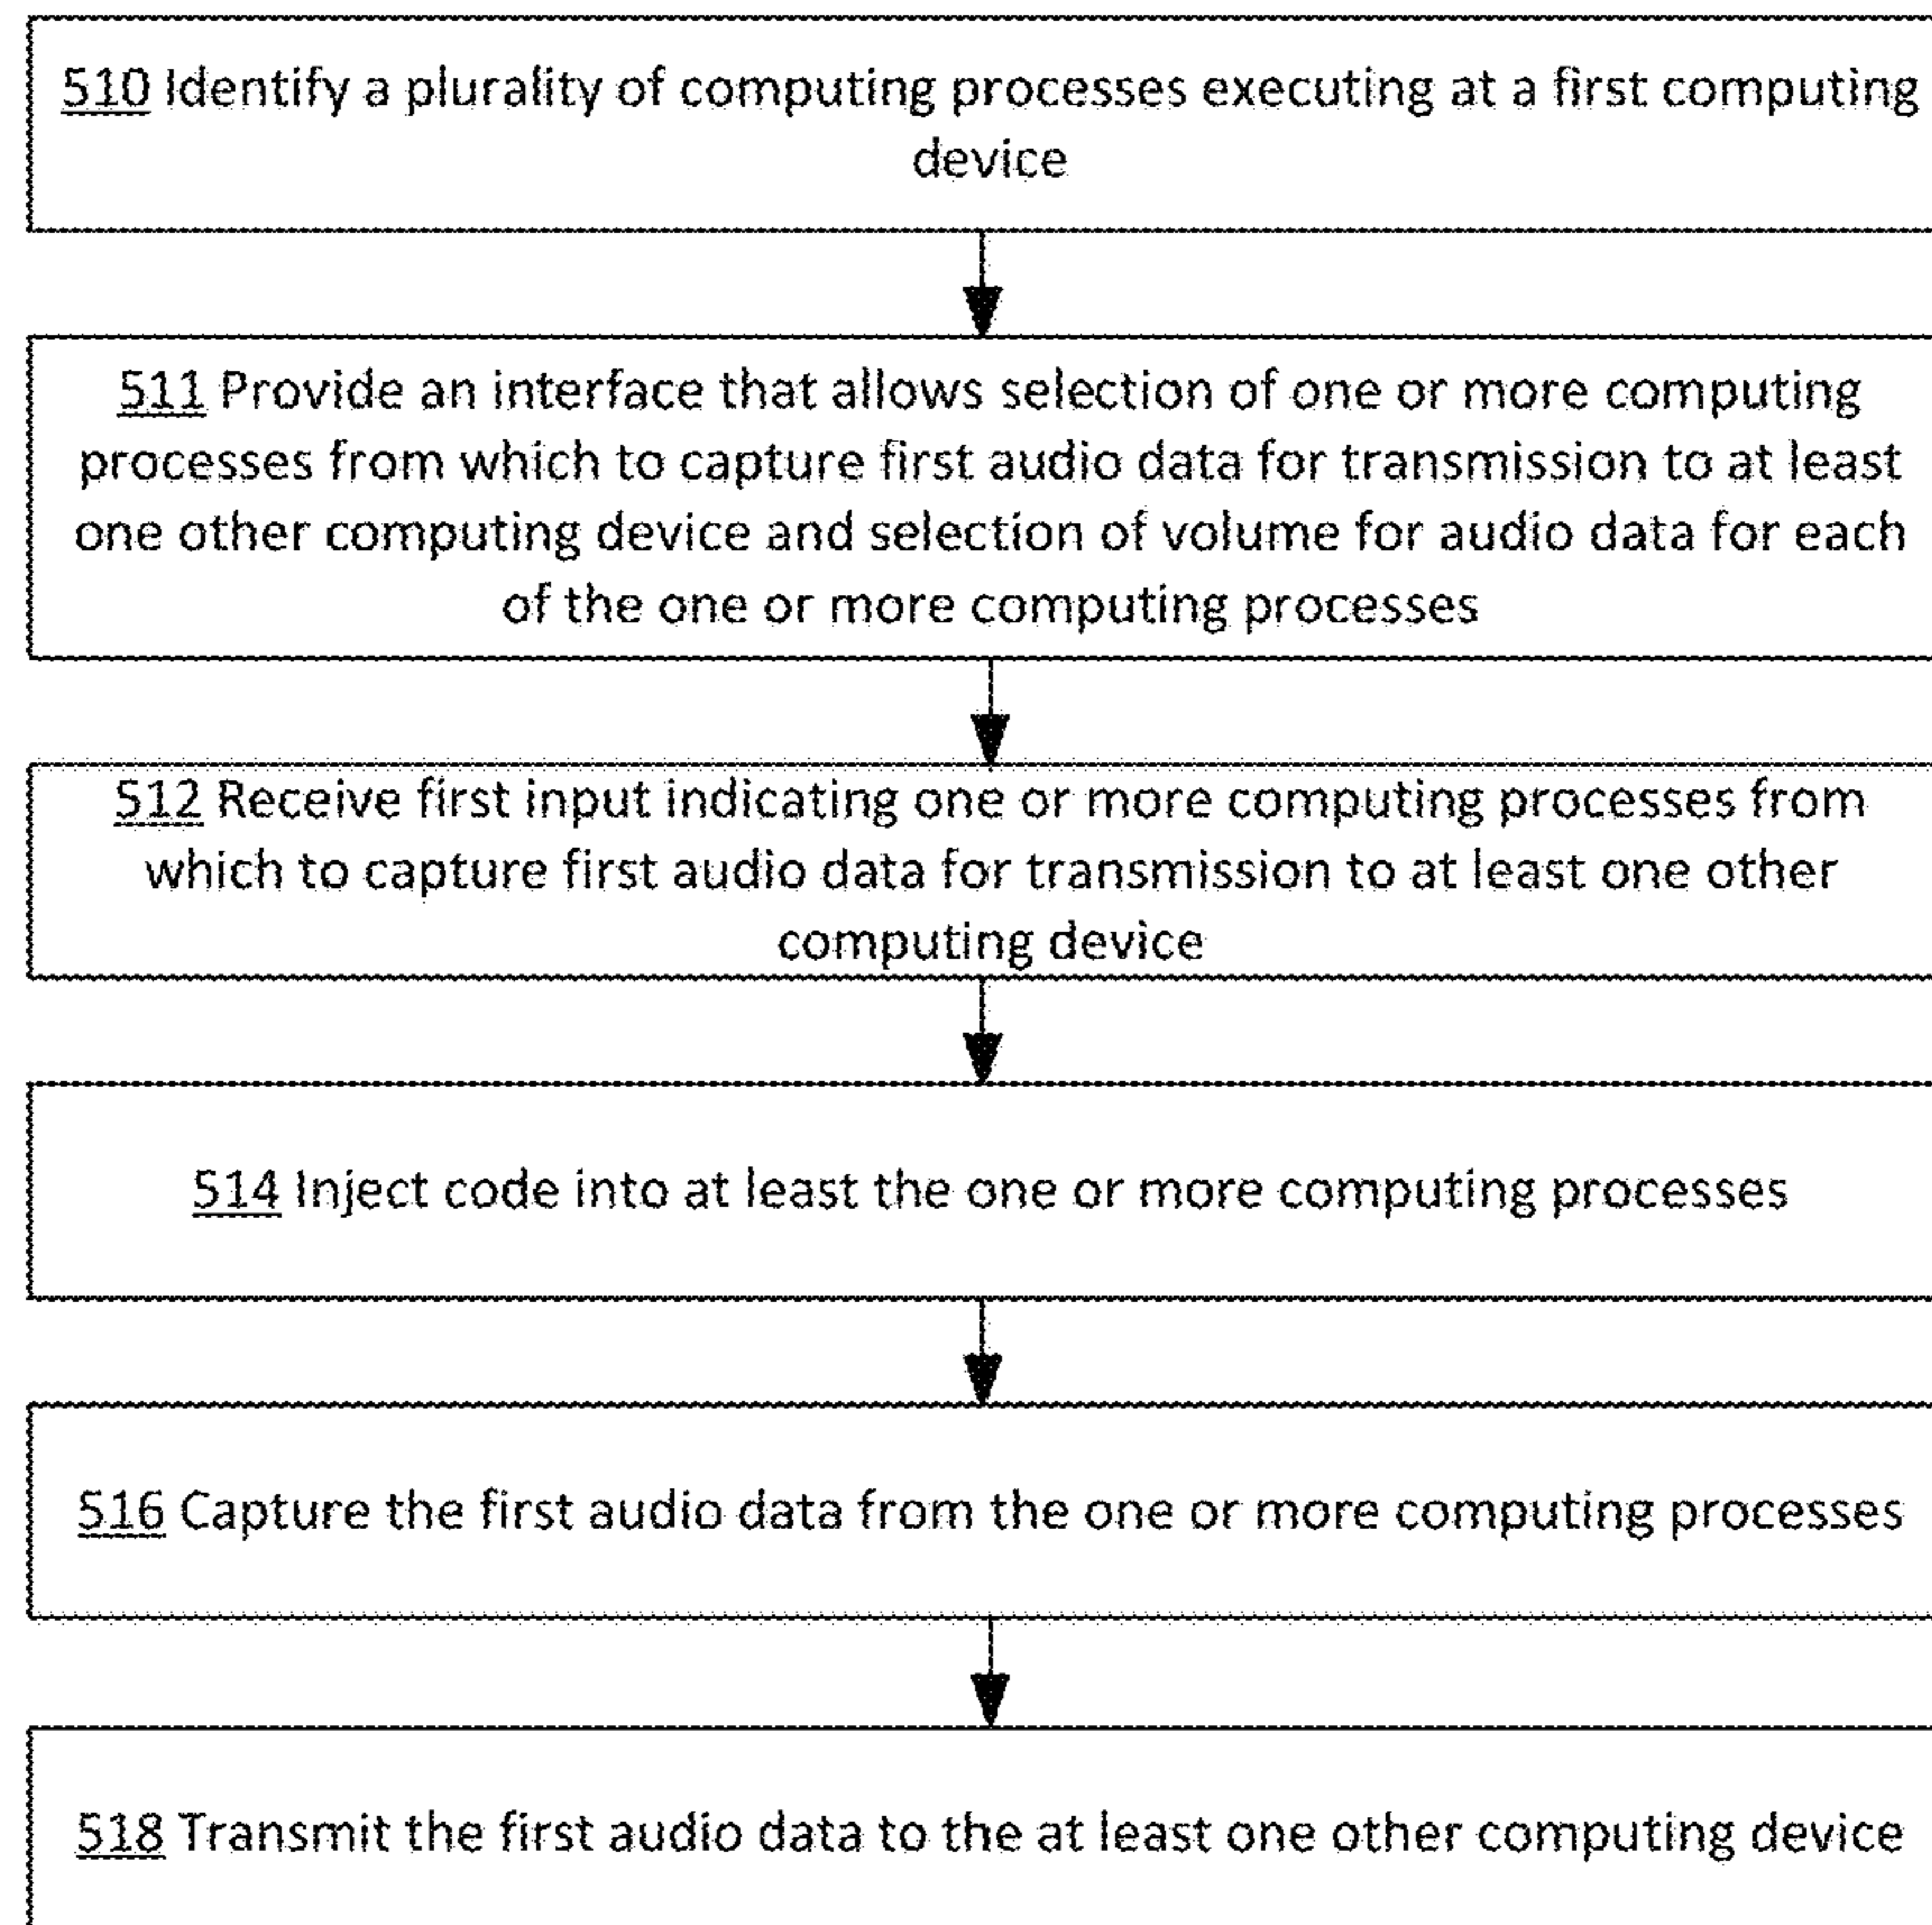 510 Identify a plurality of computing processes executing at a first computing
device
511 Provide an interface that allows selection of one or more computing
processes from which to capture first audio data for transmission to at least
one other computing device and selection of volume for audio data for each
of the one or more computing processes
512 Receive first input indicating one or more computing processes from
which to capture first audio data for transmission to at least one other
computing device
514 Inject code into at least the one or more computing processes
516 Capture the first audio data from the one or more computing processes
518 Transmit the first audio data to the at least one other computing device